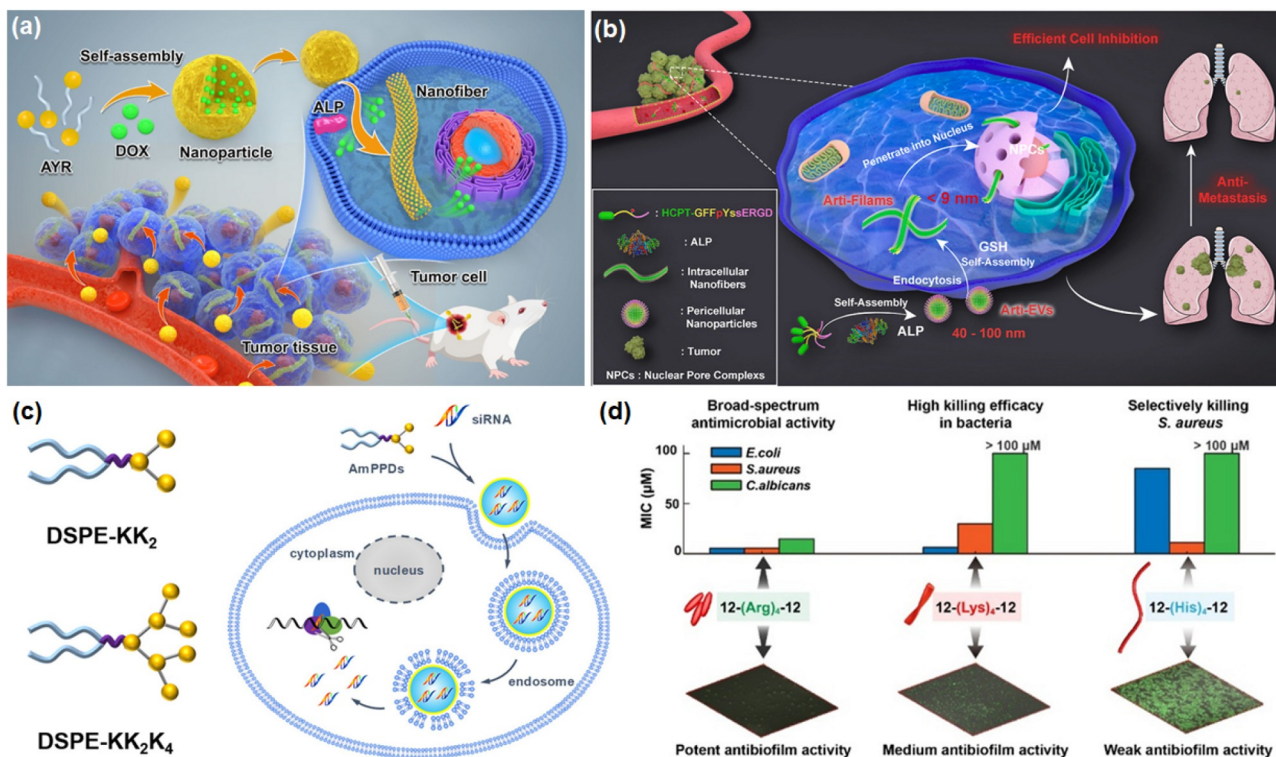 (a)
Self-assembly
AYR
DOX
Nanoparticle
ALP
Nanofiber
Tumor cell
Tumor tissue
(b)
Efficient Cell Inhibition
Penetrate into Nucleus
NPCs
Arti-Filams
< 9 nm
GSH
Self-Assembly
Endocytosis
Self-Assembly
ALP
Arti-EVs
40 - 100 nm
Anti-
Metastasis
: HCPT-GFFpYssERGD
: ALP
: Intracellular
Nanofibers
: Pericellular
Nanoparticles
: Tumor
NPCs : Nuclear Pore Complexs
(c)
DSPE-KK₂
DSPE-KK₂K₄
siRNA
AmPPDs
cytoplasm
nucleus
endosome
(d)
Broad-spectrum
antimicrobial activity
High killing efficacy
in bacteria
Selectively killing
S. aureus
> 100 μM
> 100 μM
MIC (μM)
100
50
0
E.coli
S.aureus
C.albicans
12-(Arg)₄-12
12-(Lys)₄-12
12-(His)₄-12
Potent antibiofilm activity
Medium antibiofilm activity
Weak antibiofilm activity